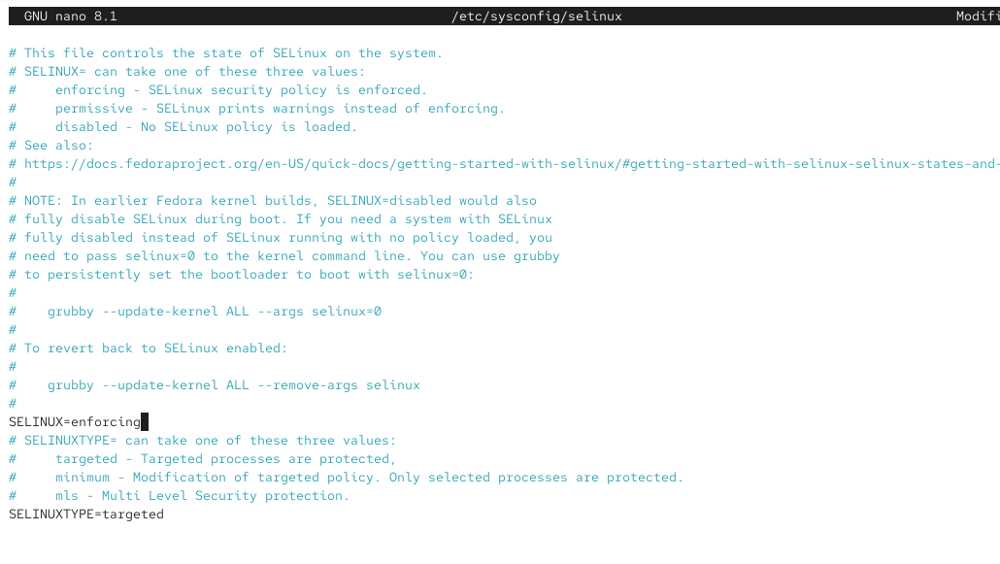 GNU nano 8.1 /etc/sysconfig/selinux Modifi
# This file controls the state of SELinux on the system.
# SELINUX= can take one of these three values:
#     enforcing - SELinux security policy is enforced.
#     permissive - SELinux prints warnings instead of enforcing.
#     disabled - No SELinux policy is loaded.
# See also:
# https://docs.fedoraproject.org/en-US/quick-docs/getting-started-with-selinux/#getting-started-with-selinux-selinux-states-and-
#
# NOTE: In earlier Fedora kernel builds, SELINUX=disabled would also
# fully disable SELinux during boot. If you need a system with SELinux
# fully disabled instead of SELinux running with no policy loaded, you
# need to pass selinux=0 to the kernel command line. You can use grubby
# to persistently set the bootloader to boot with selinux=0:
#
#    grubby --update-kernel ALL --args selinux=0
#
# To revert back to SELinux enabled:
#
#    grubby --update-kernel ALL --remove-args selinux
#
SELINUX=enforcing
# SELINUXTYPE= can take one of these three values:
#     targeted - Targeted processes are protected,
#     minimum - Modification of targeted policy. Only selected processes are protected.
#     mls - Multi Level Security protection.
SELINUXTYPE=targeted